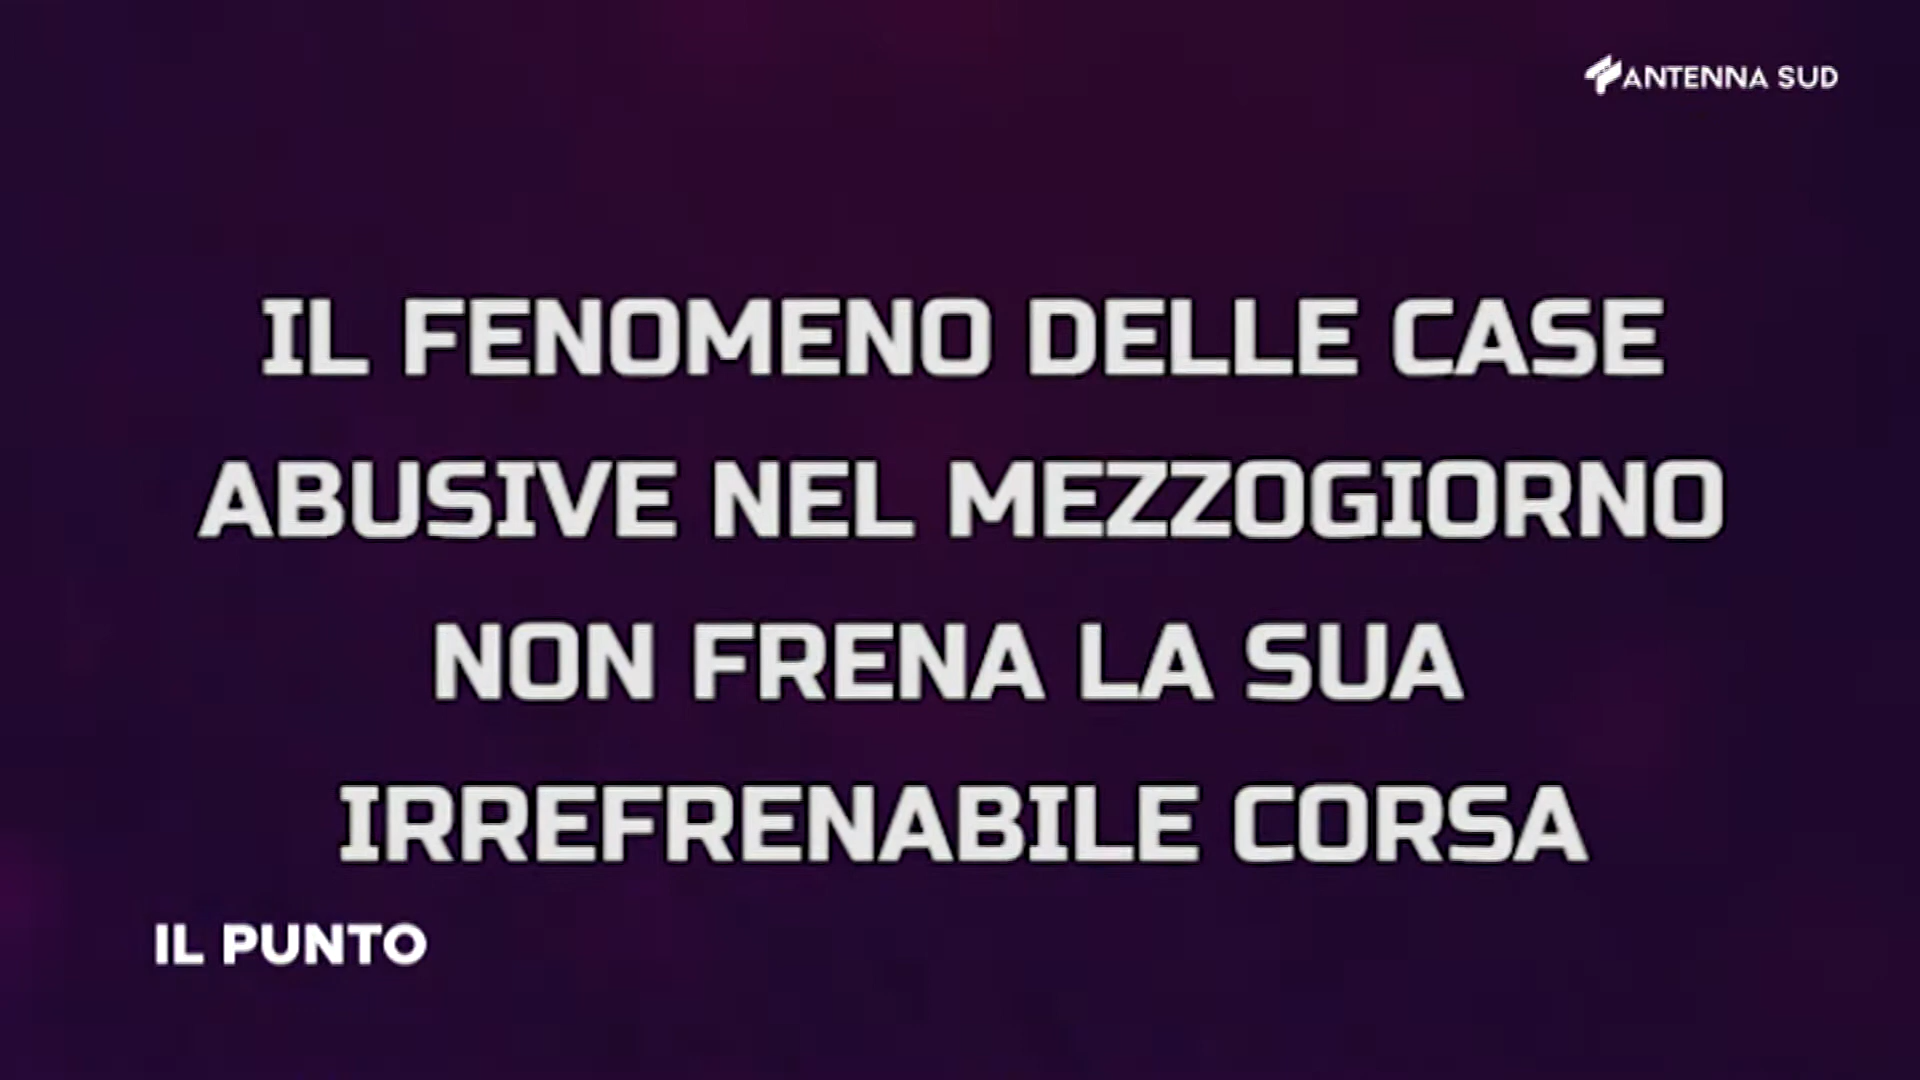 ANTENNA SUD
IL FENOMENO DELLE CASE
ABUSIVE NEL MEZZOGIORNO
NON FRENA LA SUA
IRREFRENABILE CORSA
IL PUNTO